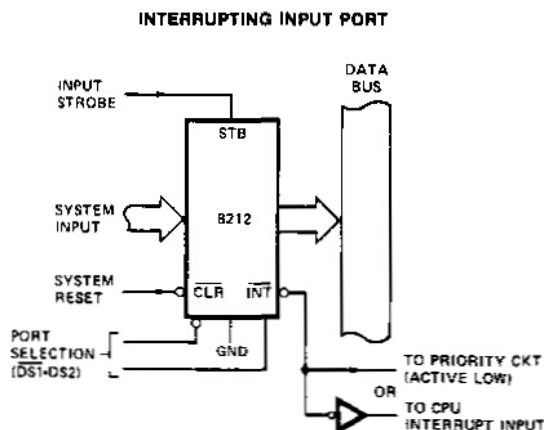 INTERRUPTING INPUT PORT
DATA
BUS
INPUT
STROBE
STB
SYSTEM
INPUT
8212
SYSTEM
RESET
CLR INT
PORT
SELECTION
(DS1•DS2)
GND
TO PRIORITY CKT
(ACTIVE LOW)
OR
TO CPU
INTERRUPT INPUT